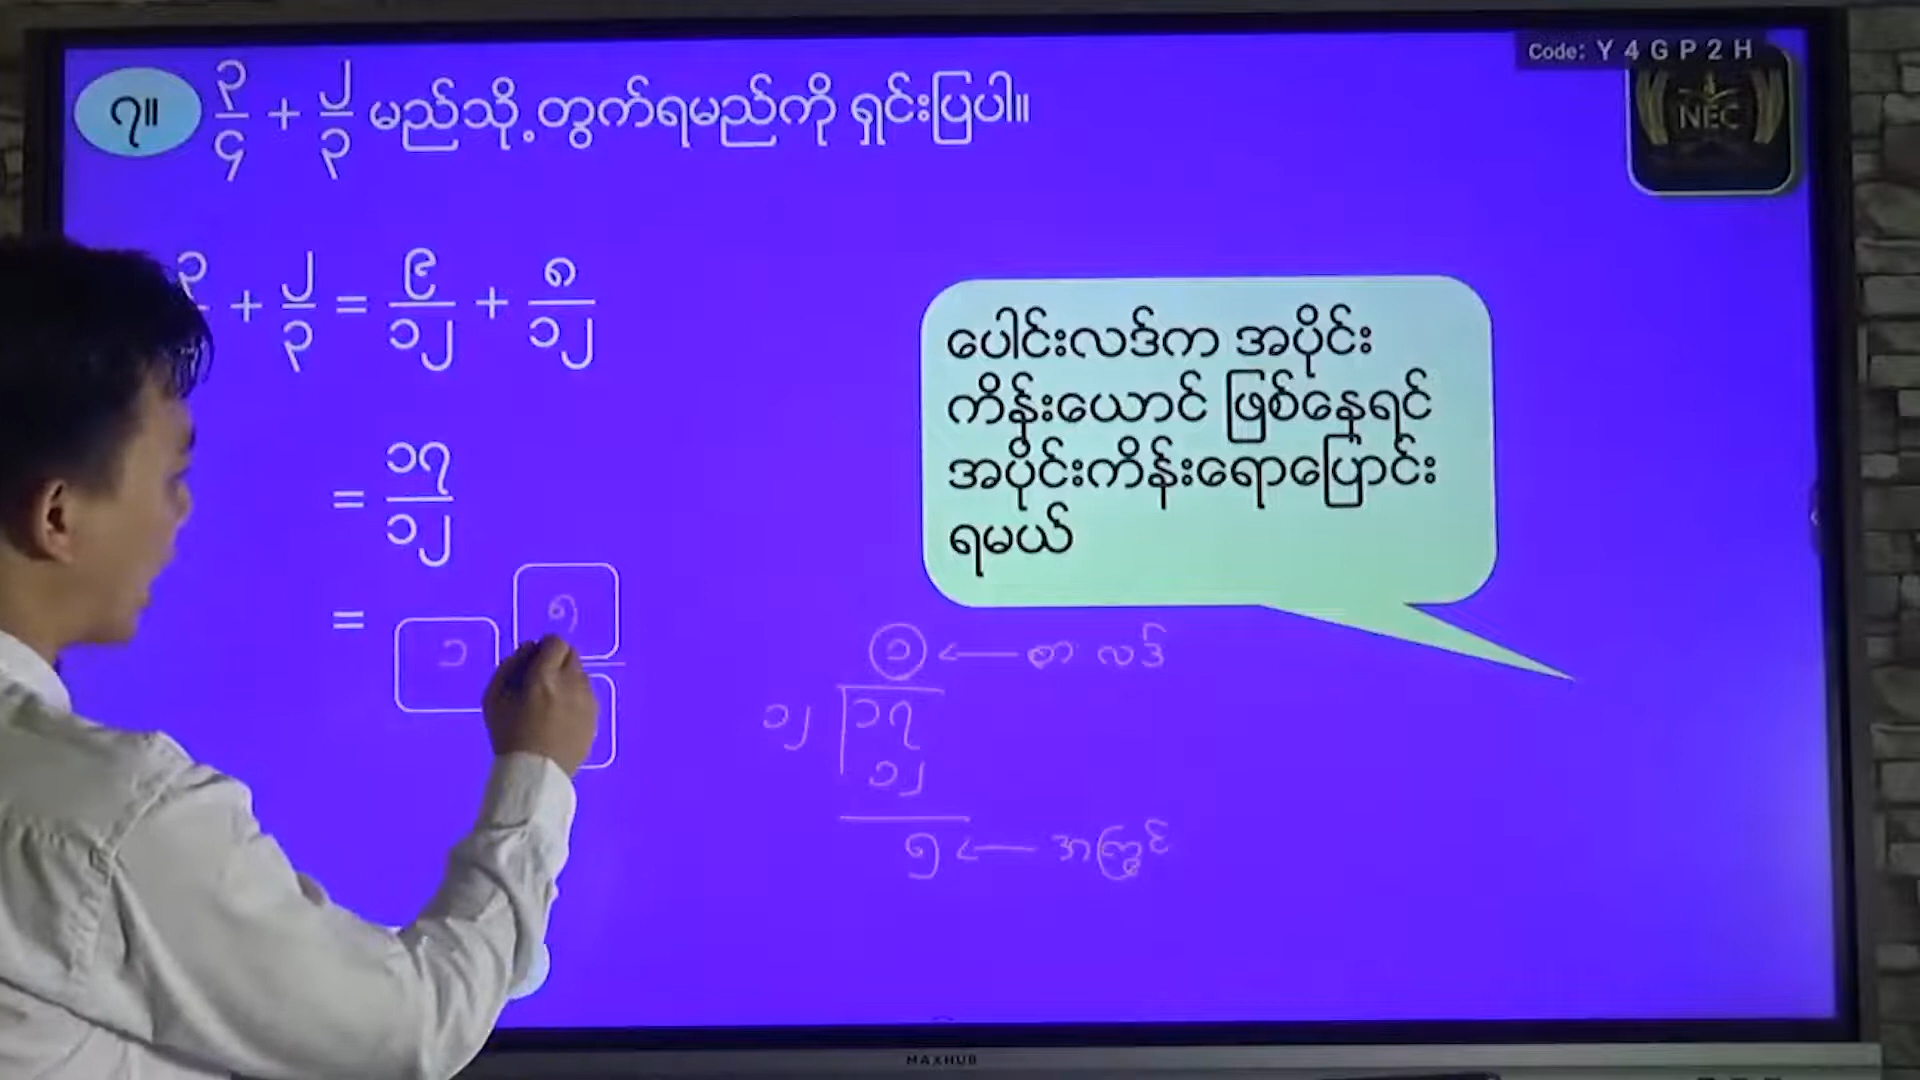 Code: Y4GP2H
NEC
၇။ ၃/၄ + ၂/၃ မည်သို့တွက်ရမည်ကို ရှင်းပြပါ။
၃ + ၂/၃ = ၉/၁၂ + ၈/၁၂
= ၁၇/၁၂
= ၁ ၅
ပေါင်းလဒ်က အပိုင်း
ကိန်းယောင် ဖြစ်နေရင်
အပိုင်းကိန်းရောပြောင်း
ရမယ်
၁ ← စားလဒ်
၁၂ ၁၇
၁၂
၅ ← အကြွင်း
MAXHUB